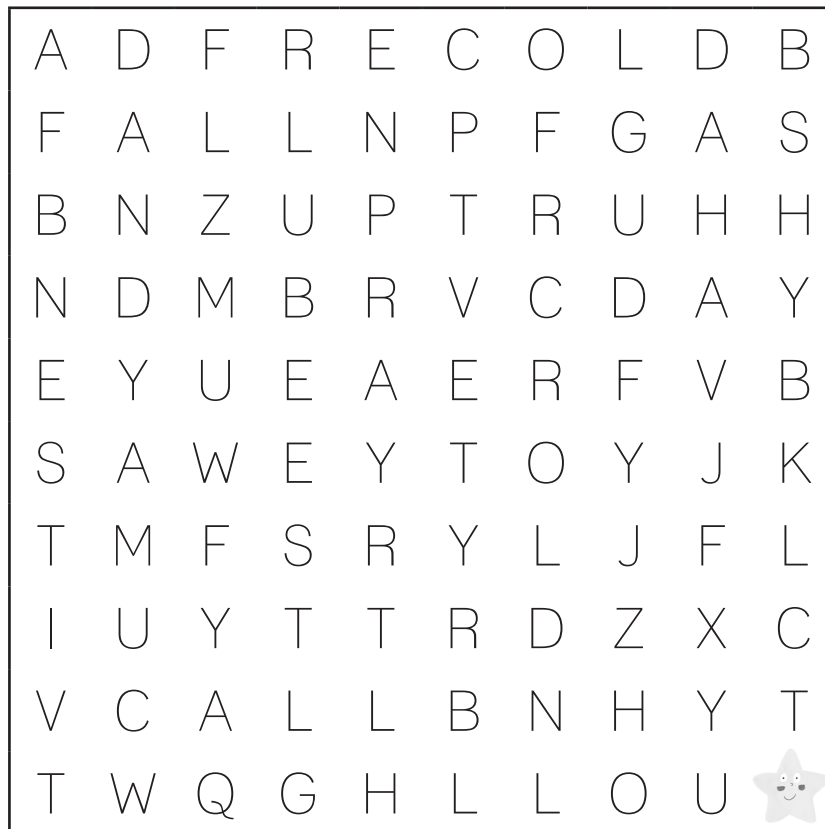 A D F R E C O L D B
F A L L N P F G A S
B N Z U P T R U H H
N D M B R V C D A Y
E Y U E A E R F V B
S A W E Y T O Y J K
T M F S R Y L J F L
I U Y T T R D Z X C
V C A L L B N H Y T
T W Q G H L L O U